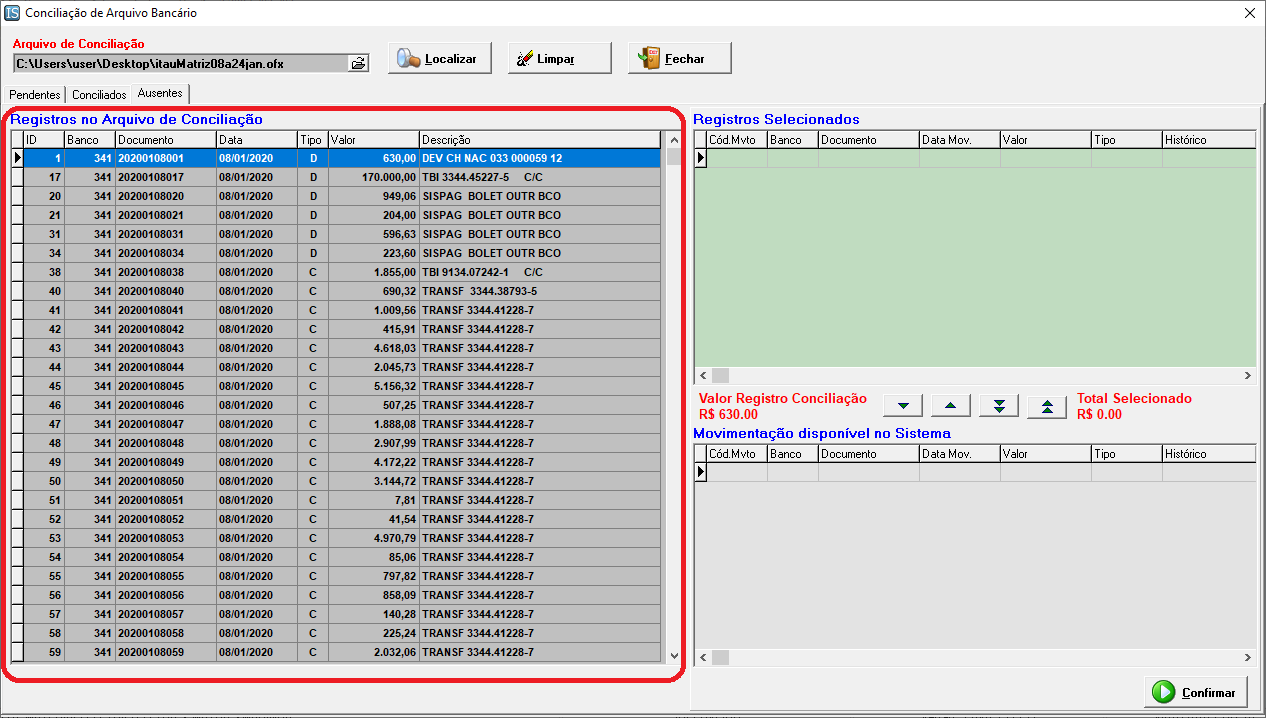 IS Conciliação de Arquivo Bancário
Arquivo de Conciliação
C:\Users\user\Desktop\itauMatriz08a24jan.ofx
Localizar Limpar Fechar
Pendentes Conciliados Ausentes
Registros no Arquivo de Conciliação
ID Banco Documento Data Tipo Valor Descrição
1 341 20200108001 08/01/2020 D 630,00 DEV CH NAC 033 000059 12
17 341 20200108017 08/01/2020 D 170.000,00 TBI 3344.45227-5 C/C
20 341 20200108020 08/01/2020 D 949,06 SISPAG BOLET OUTR BCO
21 341 20200108021 08/01/2020 D 204,00 SISPAG BOLET OUTR BCO
31 341 20200108031 08/01/2020 D 596,63 SISPAG BOLET OUTR BCO
34 341 20200108034 08/01/2020 D 223,60 SISPAG BOLET OUTR BCO
38 341 20200108038 08/01/2020 C 1.855,00 TBI 9134.07242-1 C/C
40 341 20200108040 08/01/2020 C 690,32 TRANSF 3344.38793-5
41 341 20200108041 08/01/2020 C 1.009,56 TRANSF 3344.41228-7
42 341 20200108042 08/01/2020 C 415,91 TRANSF 3344.41228-7
43 341 20200108043 08/01/2020 C 4.618,03 TRANSF 3344.41228-7
44 341 20200108044 08/01/2020 C 2.045,73 TRANSF 3344.41228-7
45 341 20200108045 08/01/2020 C 5.156,32 TRANSF 3344.41228-7
46 341 20200108046 08/01/2020 C 507,25 TRANSF 3344.41228-7
47 341 20200108047 08/01/2020 C 1.888,08 TRANSF 3344.41228-7
48 341 20200108048 08/01/2020 C 2.907,99 TRANSF 3344.41228-7
49 341 20200108049 08/01/2020 C 4.172,22 TRANSF 3344.41228-7
50 341 20200108050 08/01/2020 C 3.144,72 TRANSF 3344.41228-7
51 341 20200108051 08/01/2020 C 7,81 TRANSF 3344.41228-7
52 341 20200108052 08/01/2020 C 41,54 TRANSF 3344.41228-7
53 341 20200108053 08/01/2020 C 4.970,79 TRANSF 3344.41228-7
54 341 20200108054 08/01/2020 C 85,06 TRANSF 3344.41228-7
55 341 20200108055 08/01/2020 C 797,82 TRANSF 3344.41228-7
56 341 20200108056 08/01/2020 C 858,09 TRANSF 3344.41228-7
57 341 20200108057 08/01/2020 C 140,28 TRANSF 3344.41228-7
58 341 20200108058 08/01/2020 C 225,24 TRANSF 3344.41228-7
59 341 20200108059 08/01/2020 C 2.032,06 TRANSF 3344.41228-7
Registros Selecionados
Cód.Mvto Banco Documento Data Mov. Valor Tipo Histórico
Valor Registro Conciliação
R$ 630.00
Total Selecionado
R$ 0.00
Movimentação disponível no Sistema
Cód.Mvto Banco Documento Data Mov. Valor Tipo Histórico
Confirmar